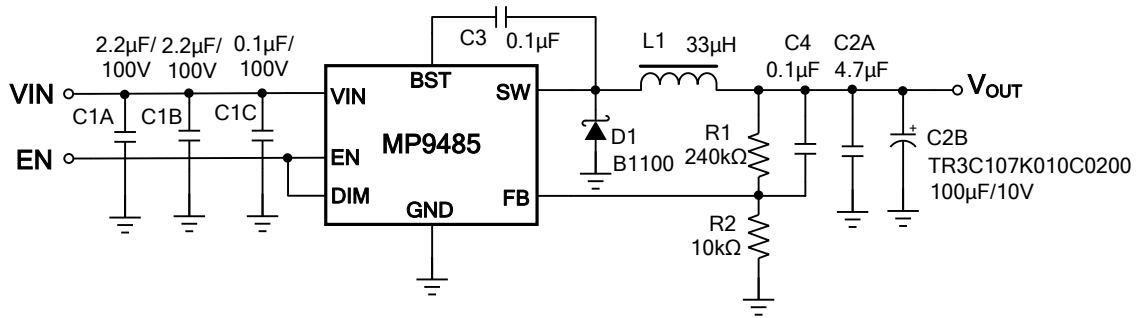 C3
0.1µF
2.2µF/
100V
2.2µF/
100V
0.1µF/
100V
L1
33µH
C4
0.1µF
C2A
4.7µF
VIN
C1A
C1B
C1C
VIN
BST
SW
VOUT
MP9485
D1
B1100
R1
240kΩ
+
C2B
TR3C107K010C0200
100µF/10V
EN
EN
DIM
GND
FB
R2
10kΩ